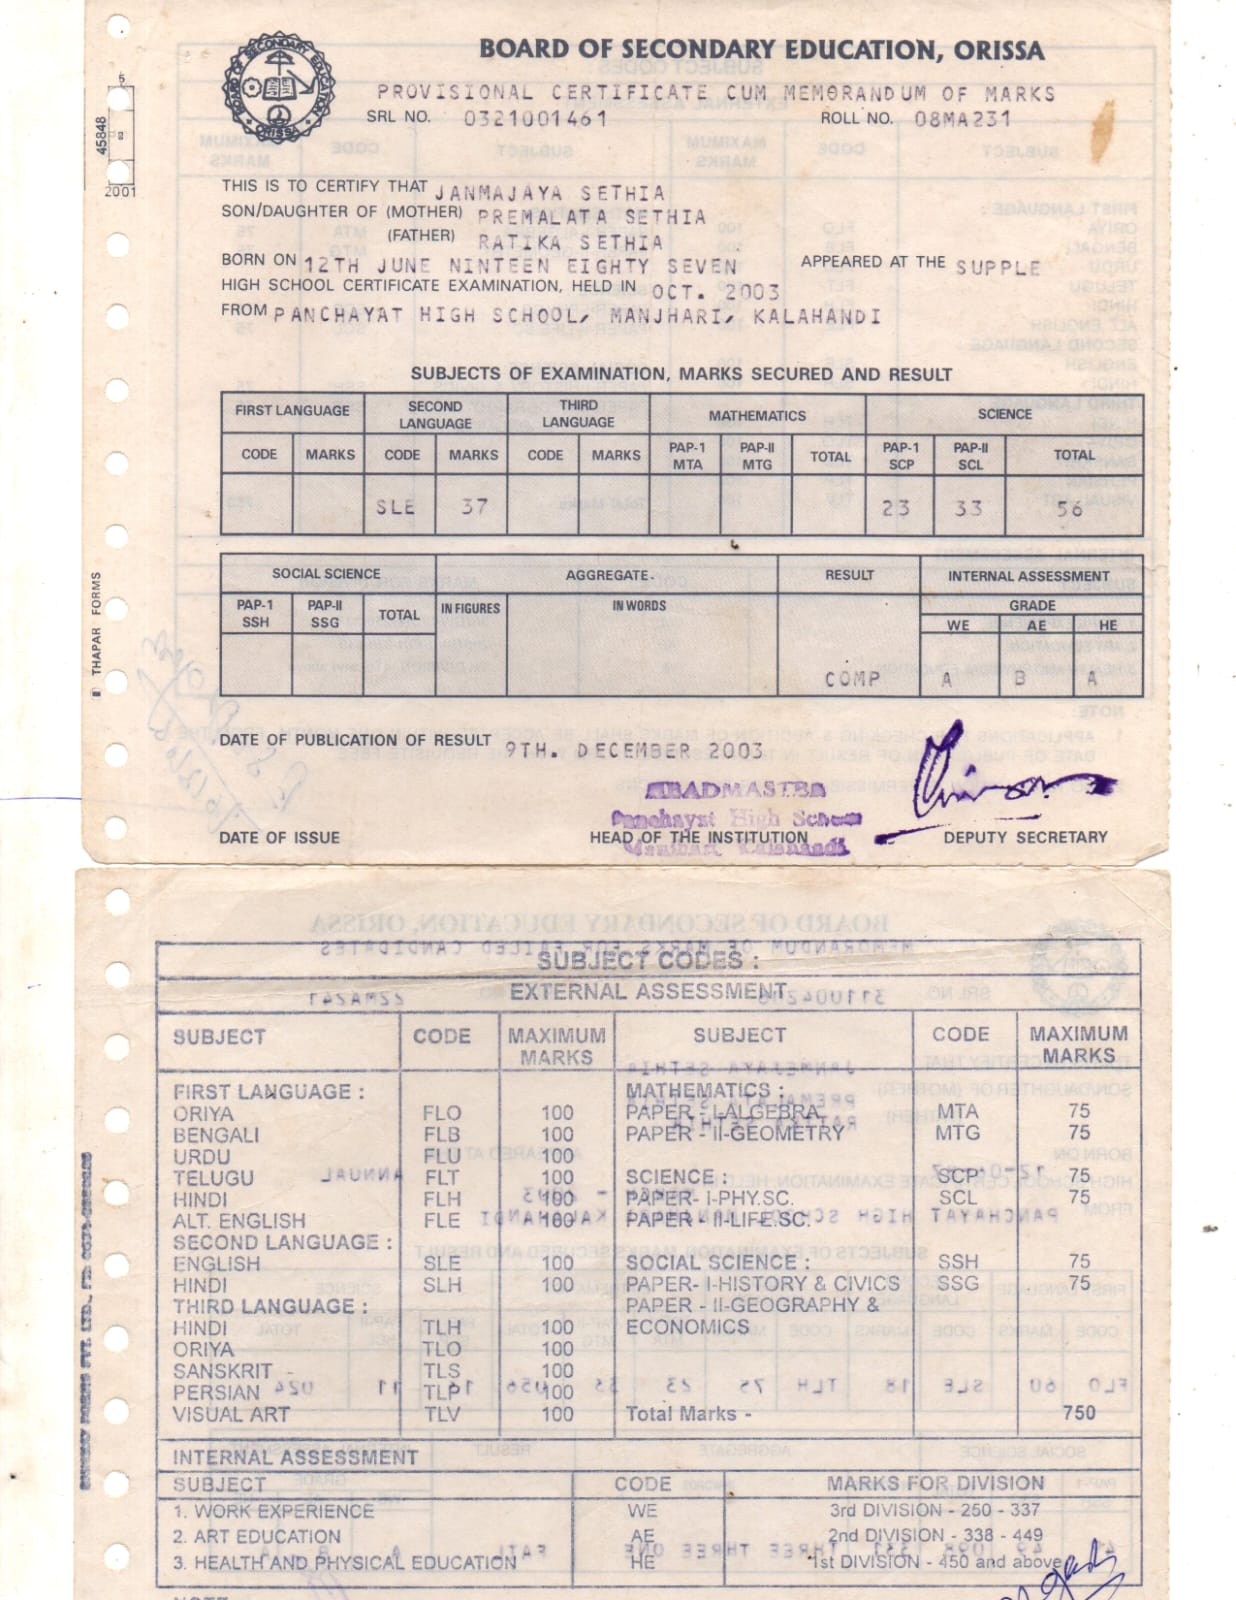 BOARD OF SECONDARY EDUCATION, ORISSA
BOARD OF SECONDARY EDUCATION
ORISSA
PROVISIONAL CERTIFICATE CUM MEMORANDUM OF MARKS
SRL NO. 0321001461 ROLL NO. 08MA231
45848
2001
THIS IS TO CERTIFY THAT JANMAJAYA SETHIA
SON/DAUGHTER OF (MOTHER) PREMALATA SETHIA
(FATHER) RATIKA SETHIA
BORN ON 12TH JUNE NINTEEN EIGHTY SEVEN APPEARED AT THE SUPPLE
HIGH SCHOOL CERTIFICATE EXAMINATION, HELD IN OCT. 2003
FROM PANCHAYAT HIGH SCHOOL, MANJHARI, KALAHANDI
SUBJECTS OF EXAMINATION, MARKS SECURED AND RESULT
FIRST LANGUAGE SECOND LANGUAGE THIRD LANGUAGE MATHEMATICS SCIENCE
CODE MARKS CODE MARKS CODE MARKS PAP-1 MTA PAP-II MTG TOTAL PAP-1 SCP PAP-II SCL TOTAL
SLE 37 23 33 56
SOCIAL SCIENCE AGGREGATE RESULT INTERNAL ASSESSMENT
PAP-1 SSH PAP-II SSG TOTAL IN FIGURES IN WORDS GRADE
WE AE HE
COMP A B A
THAPAR FORMS
DATE OF PUBLICATION OF RESULT 9TH. DECEMBER 2003
HEADMASTER
Panchayat High School
DATE OF ISSUE HEAD OF THE INSTITUTION DEPUTY SECRETARY
Kalahandi
SUBJECT CODES :
EXTERNAL ASSESSMENT
SUBJECT CODE MAXIMUM MARKS SUBJECT CODE MAXIMUM MARKS
FIRST LANGUAGE : MATHEMATICS :
ORIYA FLO 100 PAPER - I-ALGEBRA MTA 75
BENGALI FLB 100 PAPER - II-GEOMETRY MTG 75
URDU FLU 100
TELUGU FLT 100 SCIENCE : SCP 75
HINDI FLH 100 PAPER- I-PHY.SC. SCL 75
ALT. ENGLISH FLE 100 PAPER - II-LIFE.SC.
SECOND LANGUAGE :
ENGLISH SLE 100 SOCIAL SCIENCE : SSH 75
HINDI SLH 100 PAPER- I-HISTORY & CIVICS SSG 75
THIRD LANGUAGE : PAPER - II-GEOGRAPHY &
HINDI TLH 100 ECONOMICS
ORIYA TLO 100
SANSKRIT TLS 100
PERSIAN TLP 100
VISUAL ART TLV 100 Total Marks - 750
INTERNAL ASSESSMENT
SUBJECT CODE MARKS FOR DIVISION
1. WORK EXPERIENCE WE 3rd DIVISION - 250 - 337
2. ART EDUCATION AE 2nd DIVISION - 338 - 449
3. HEALTH AND PHYSICAL EDUCATION HE 1st DIVISION - 450 and above